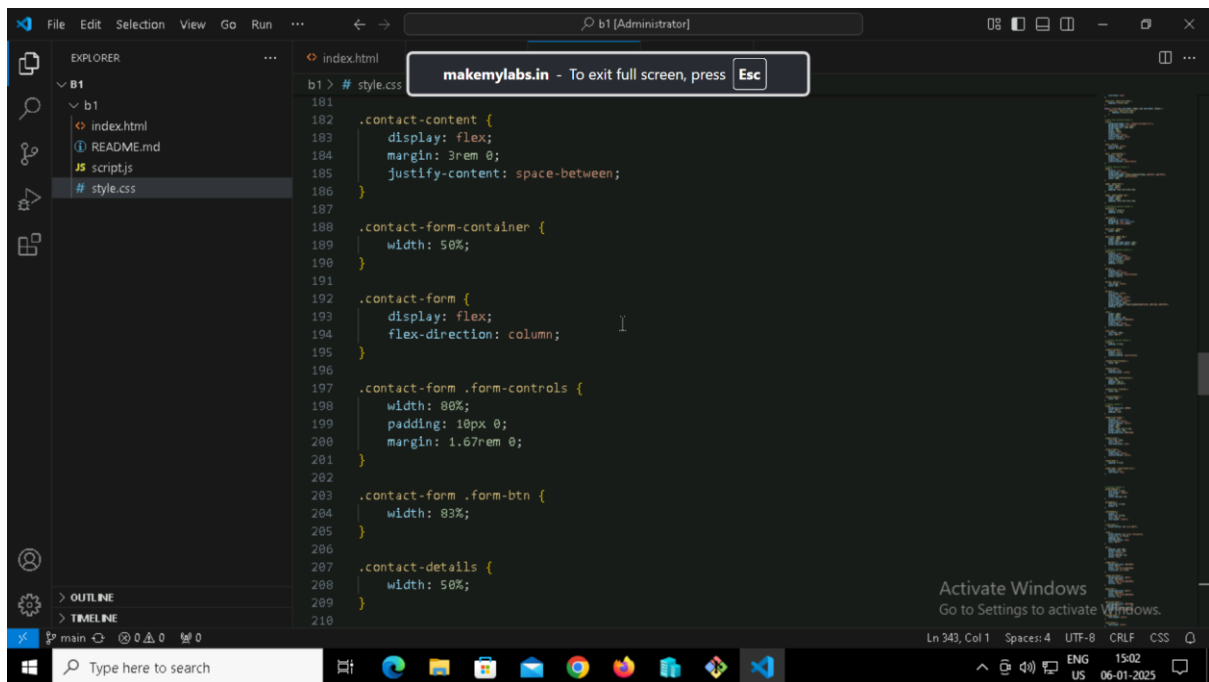 File Edit Selection View Go Run ··· b1 [Administrator]
EXPLORER ···
index.html
makemylabs.in - To exit full screen, press Esc
B1
b1
index.html
README.md
JS script.js
# style.css
b1 > # style.css
181
182 .contact-content {
183 display: flex;
184 margin: 3rem 0;
185 justify-content: space-between;
186 }
187
188 .contact-form-container {
189 width: 50%;
190 }
191
192 .contact-form {
193 display: flex;
194 flex-direction: column;
195 }
196
197 .contact-form .form-controls {
198 width: 80%;
199 padding: 10px 0;
200 margin: 1.67rem 0;
201 }
202
203 .contact-form .form-btn {
204 width: 83%;
205 }
206
207 .contact-details {
208 width: 50%;
209 }
210
Activate Windows
Go to Settings to activate Windows.
OUTLINE
TIMELINE
main 0 0 0 Ln 343, Col 1 Spaces: 4 UTF-8 CRLF CSS
Type here to search
ENG
US
15:02
06-01-2025